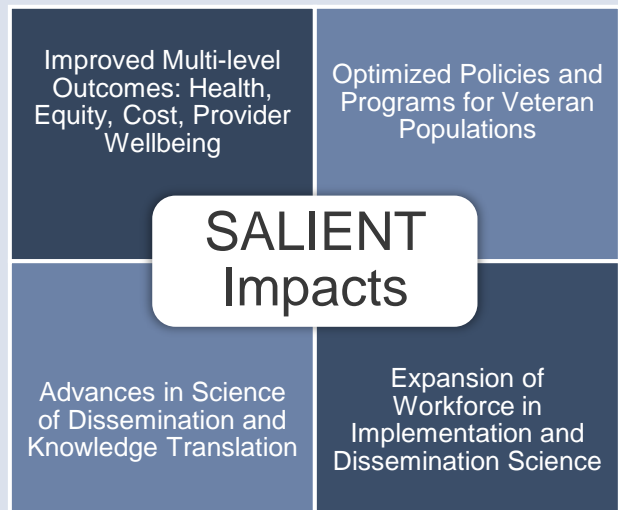 Improved Multi-level
Outcomes: Health,
Equity, Cost, Provider
Wellbeing
Optimized Policies and
Programs for Veteran
Populations
SALIENT
Impacts
Advances in Science
of Dissemination and
Knowledge Translation
Expansion of
Workforce in
Implementation and
Dissemination Science